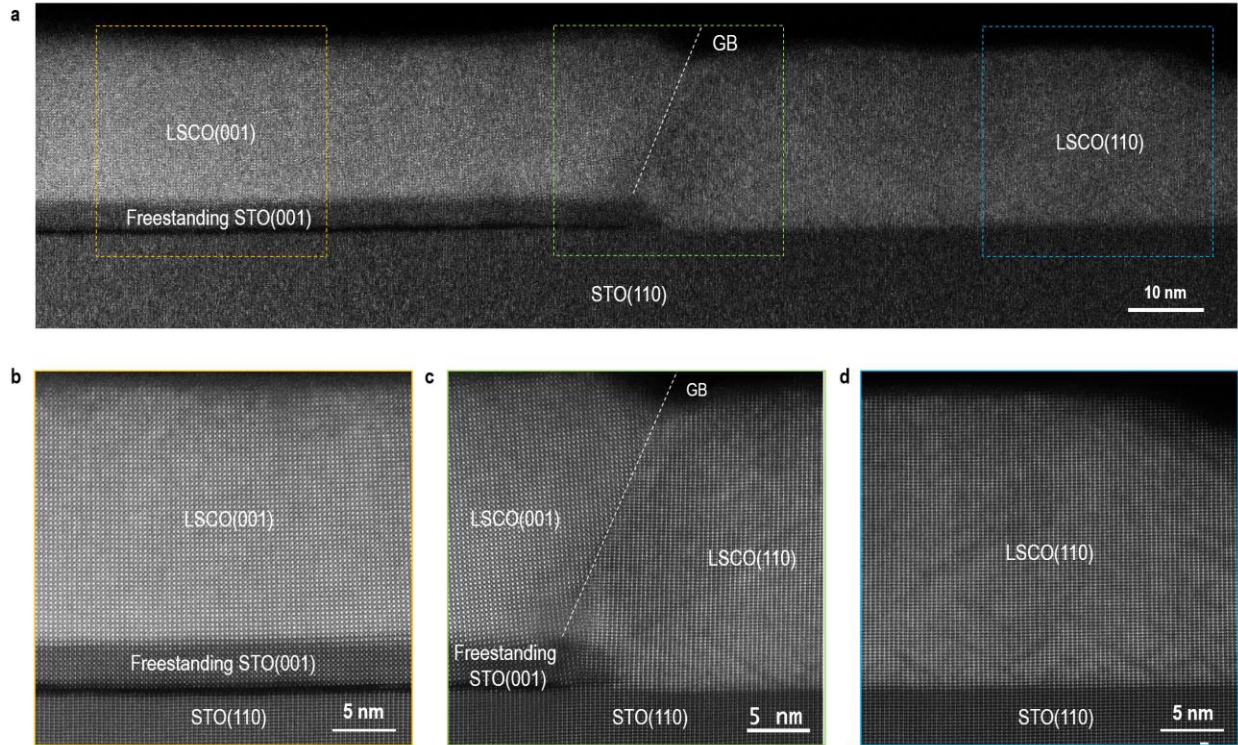 a
GB
LSCO(001)
LSCO(110)
Freestanding STO(001)
STO(110)
10 nm
b
LSCO(001)
Freestanding STO(001)
STO(110)
5 nm
c
GB
LSCO(001)
LSCO(110)
Freestanding
STO(001)
STO(110)
5 nm
d
LSCO(110)
STO(110)
5 nm